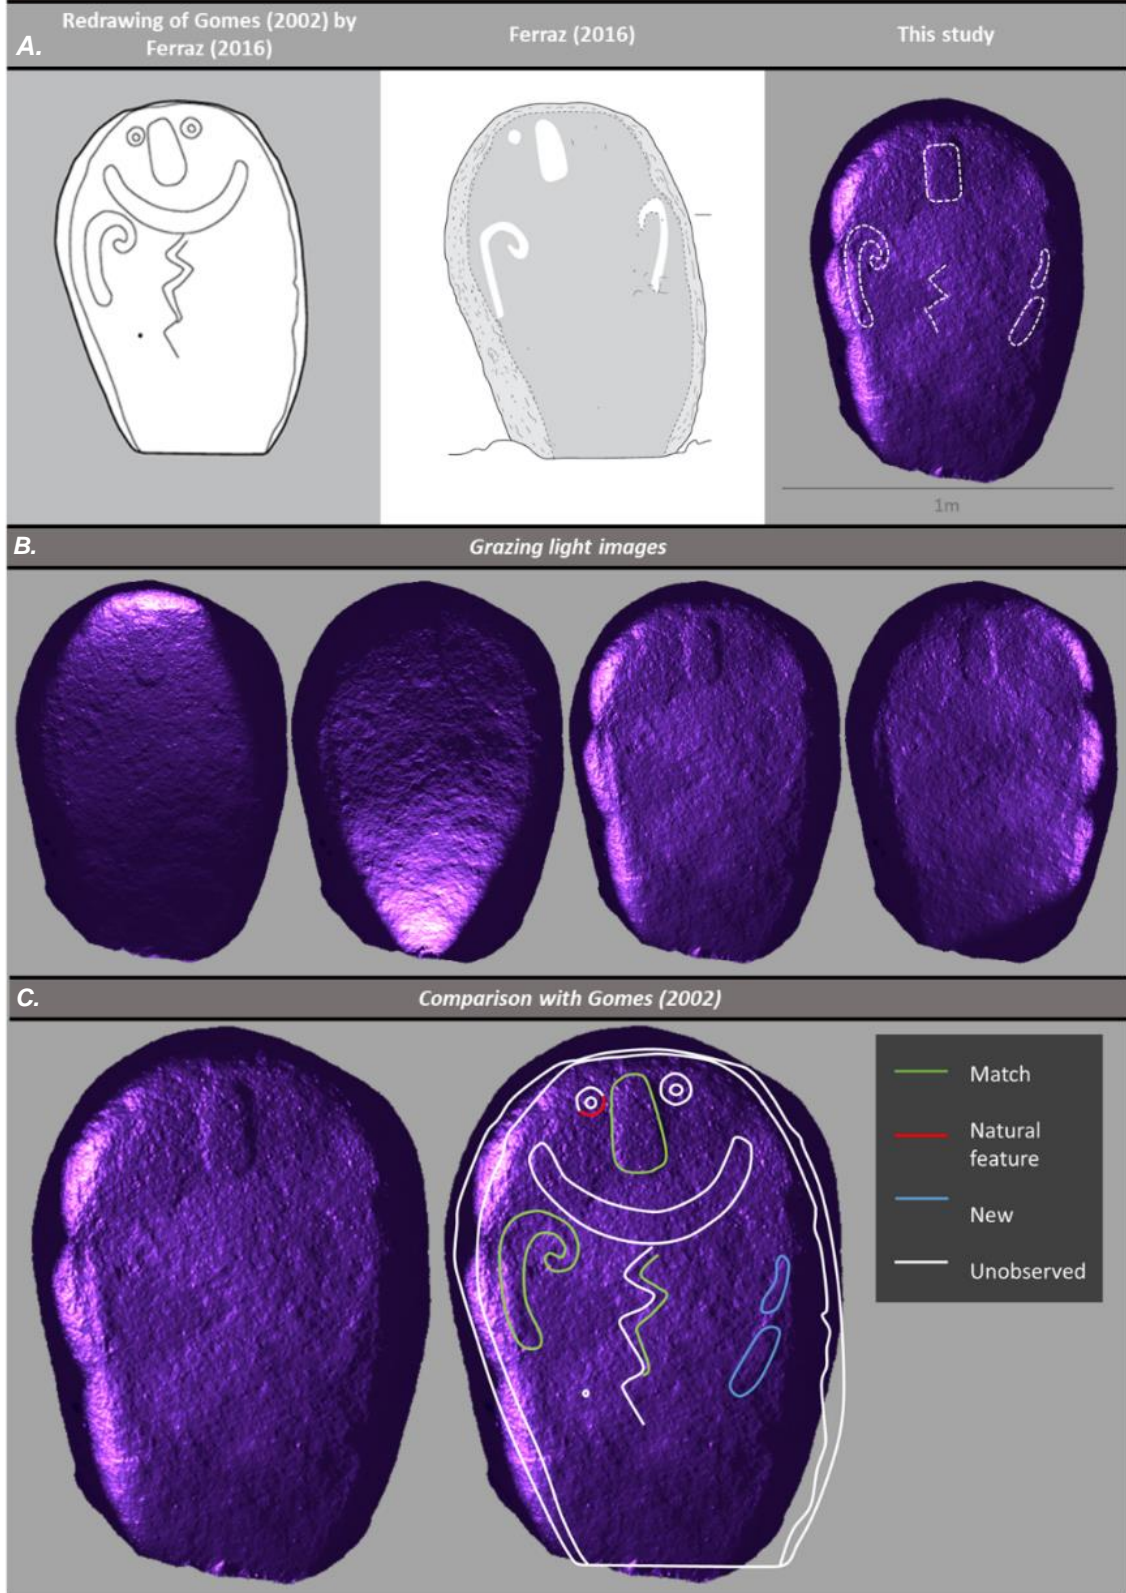 A.
Redrawing of Gomes (2002) by
Ferraz (2016)
Ferraz (2016)
This study
1m
B.
Grazing light images
C.
Comparison with Gomes (2002)
Match
Natural
feature
New
Unobserved